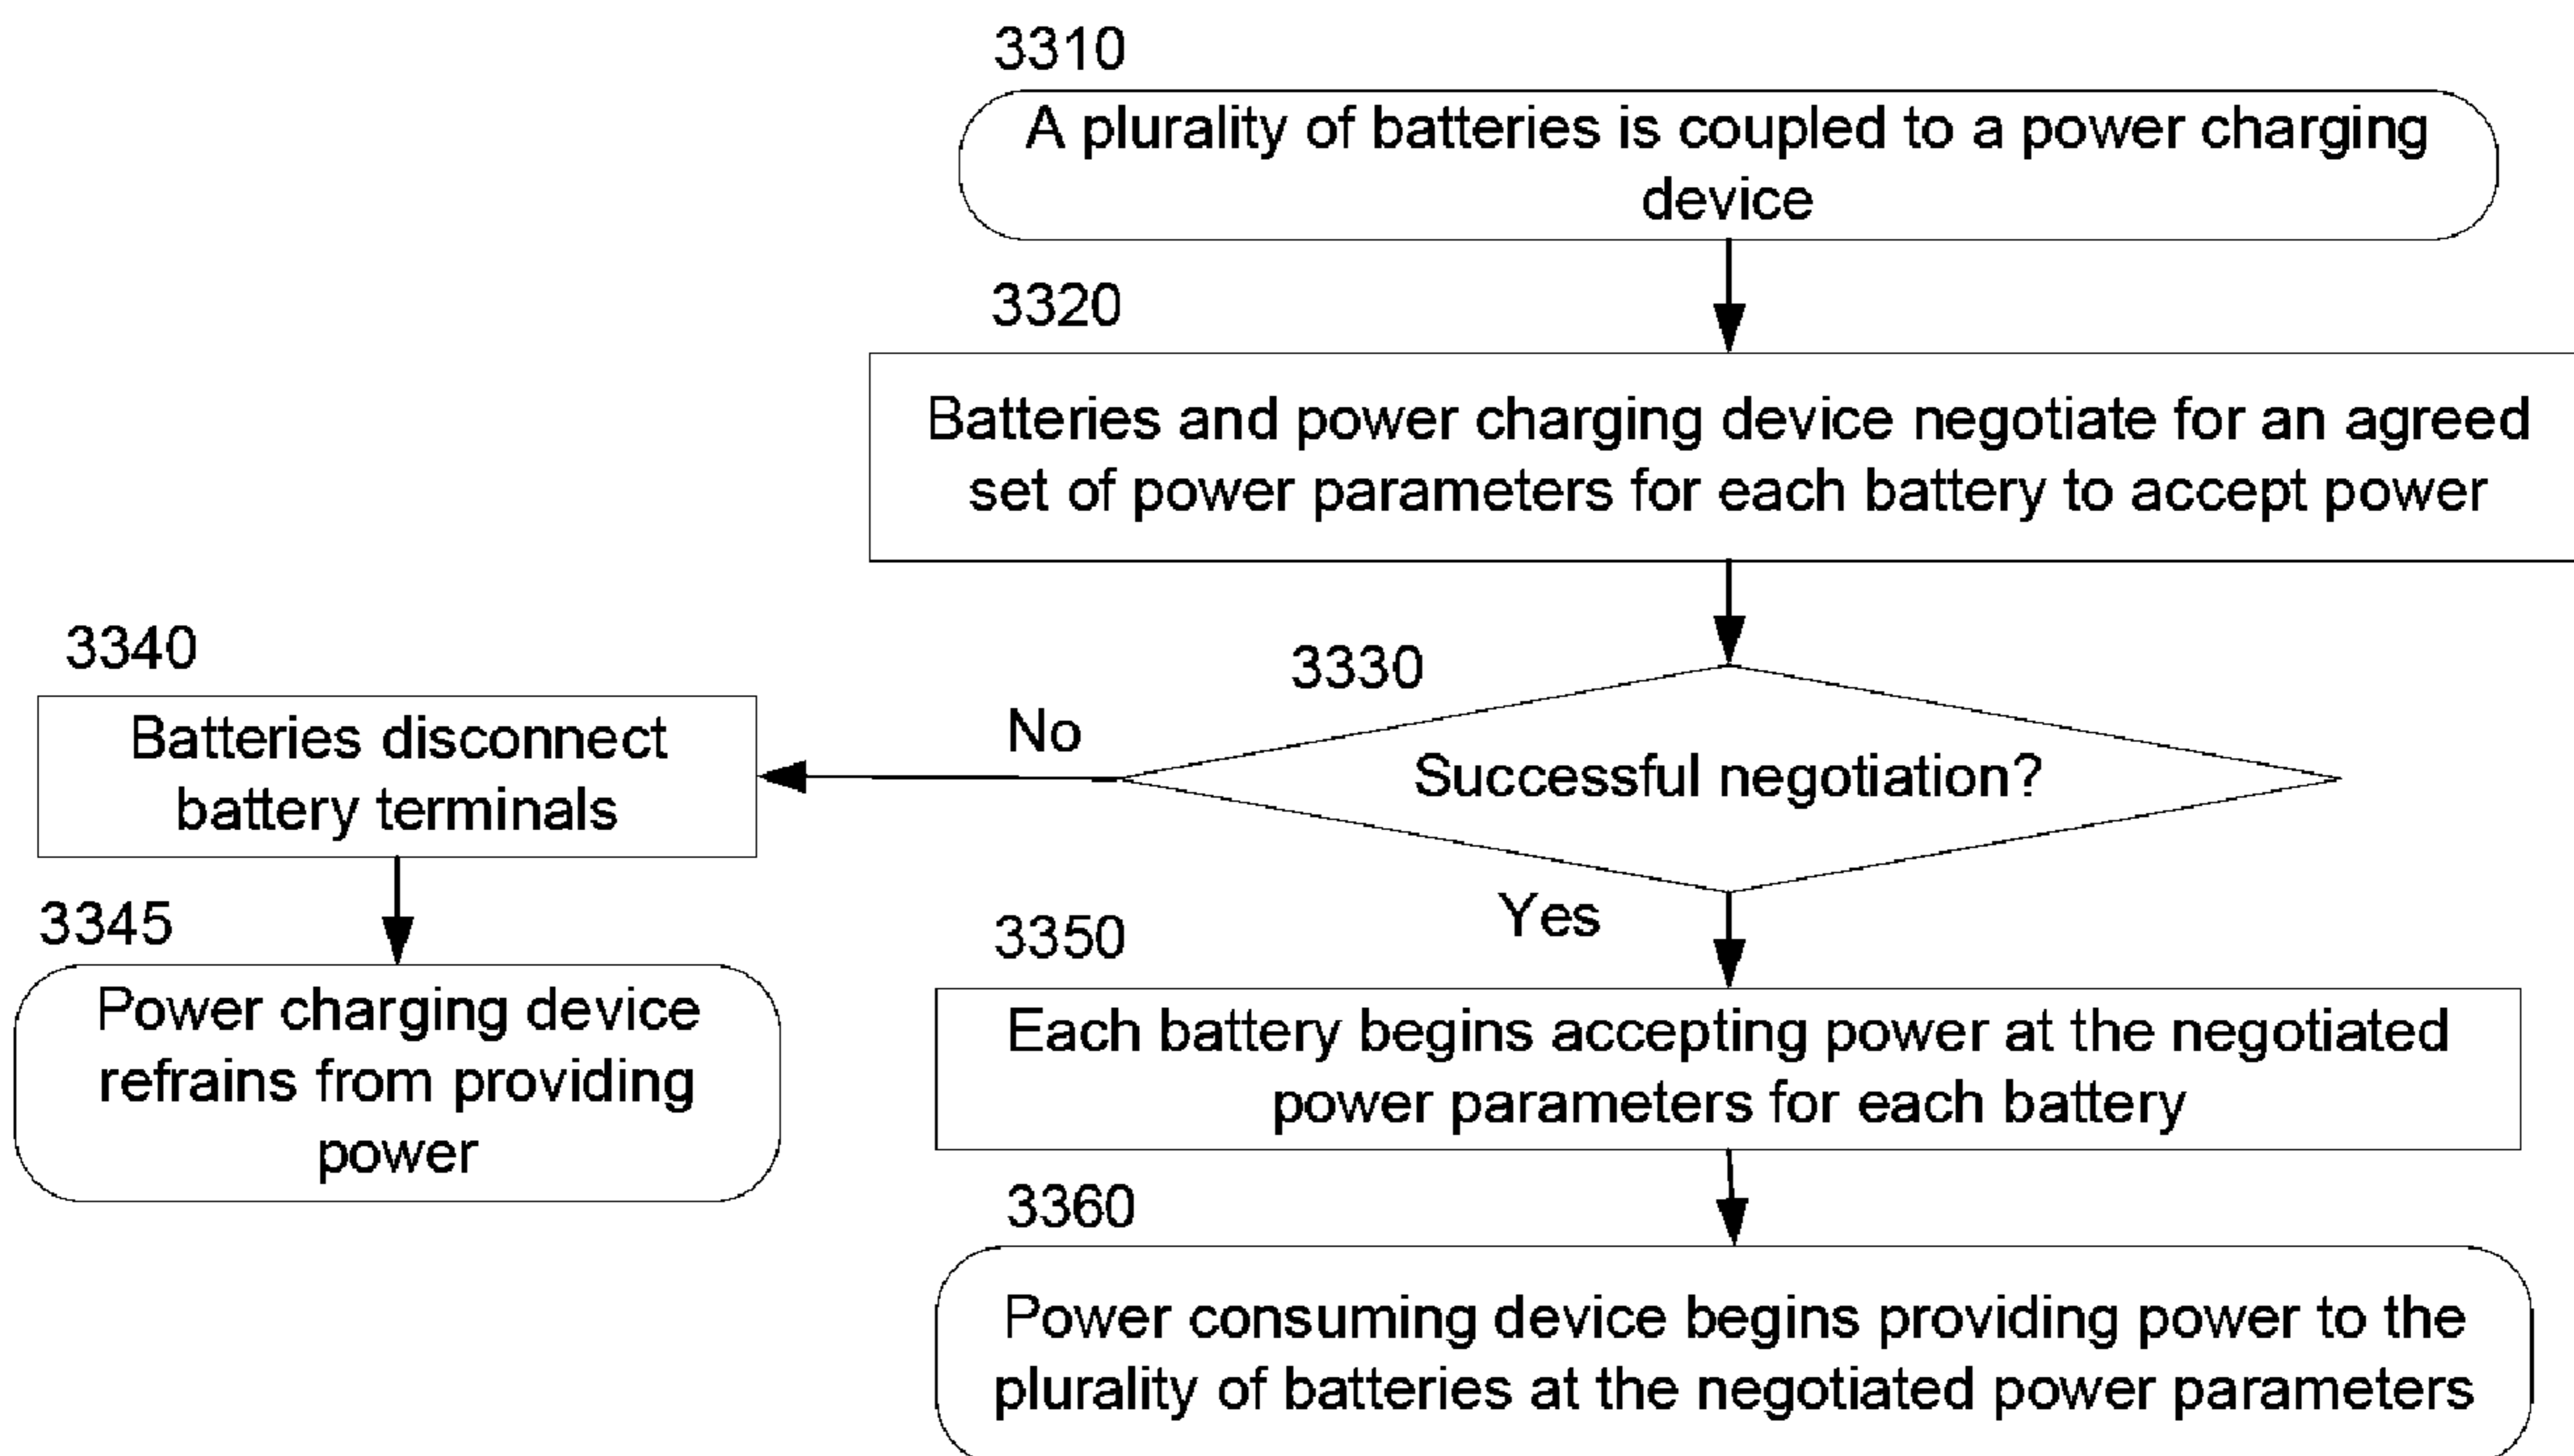 3310
A plurality of batteries is coupled to a power charging
device
3320
Batteries and power charging device negotiate for an agreed
set of power parameters for each battery to accept power
3330
Successful negotiation?
No
3340
Batteries disconnect
battery terminals
3345
Power charging device
refrains from providing
power
Yes
3350
Each battery begins accepting power at the negotiated
power parameters for each battery
3360
Power consuming device begins providing power to the
plurality of batteries at the negotiated power parameters